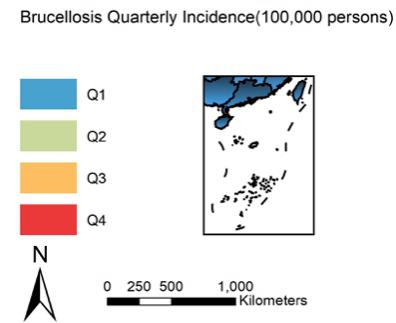 Brucellosis Quarterly Incidence(100,000 persons)
Q1
Q2
Q3
Q4
N
0 250 500 1,000
Kilometers